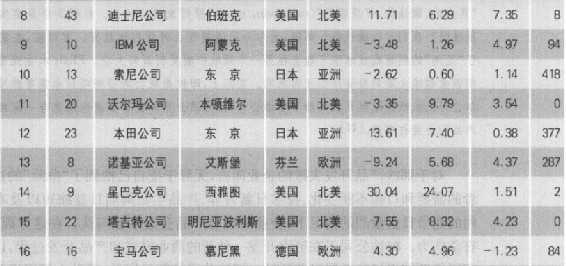 8 43 迪士尼公司 伯班克 美国 北美 11.71 6.29 7.35 8
9 10 IBM公司 阿蒙克 美国 北美 -3.48 1.26 4.97 94
10 13 索尼公司 东 京 日本 亚洲 -2.62 0.60 1.14 418
11 20 沃尔玛公司 本顿维尔 美国 北美 -3.35 9.79 3.54 0
12 23 本田公司 东 京 日本 亚洲 13.61 7.40 0.38 377
13 8 诺基亚公司 艾斯堡 芬兰 欧洲 -9.24 5.68 4.37 287
14 9 星巴克公司 西雅图 美国 北美 30.04 24.07 1.51 2
15 22 塔吉特公司 明尼亚波利斯 美国 北美 7.55 8.32 4.23 0
16 16 宝马公司 慕尼黑 德国 欧洲 4.30 4.96 -1.23 84